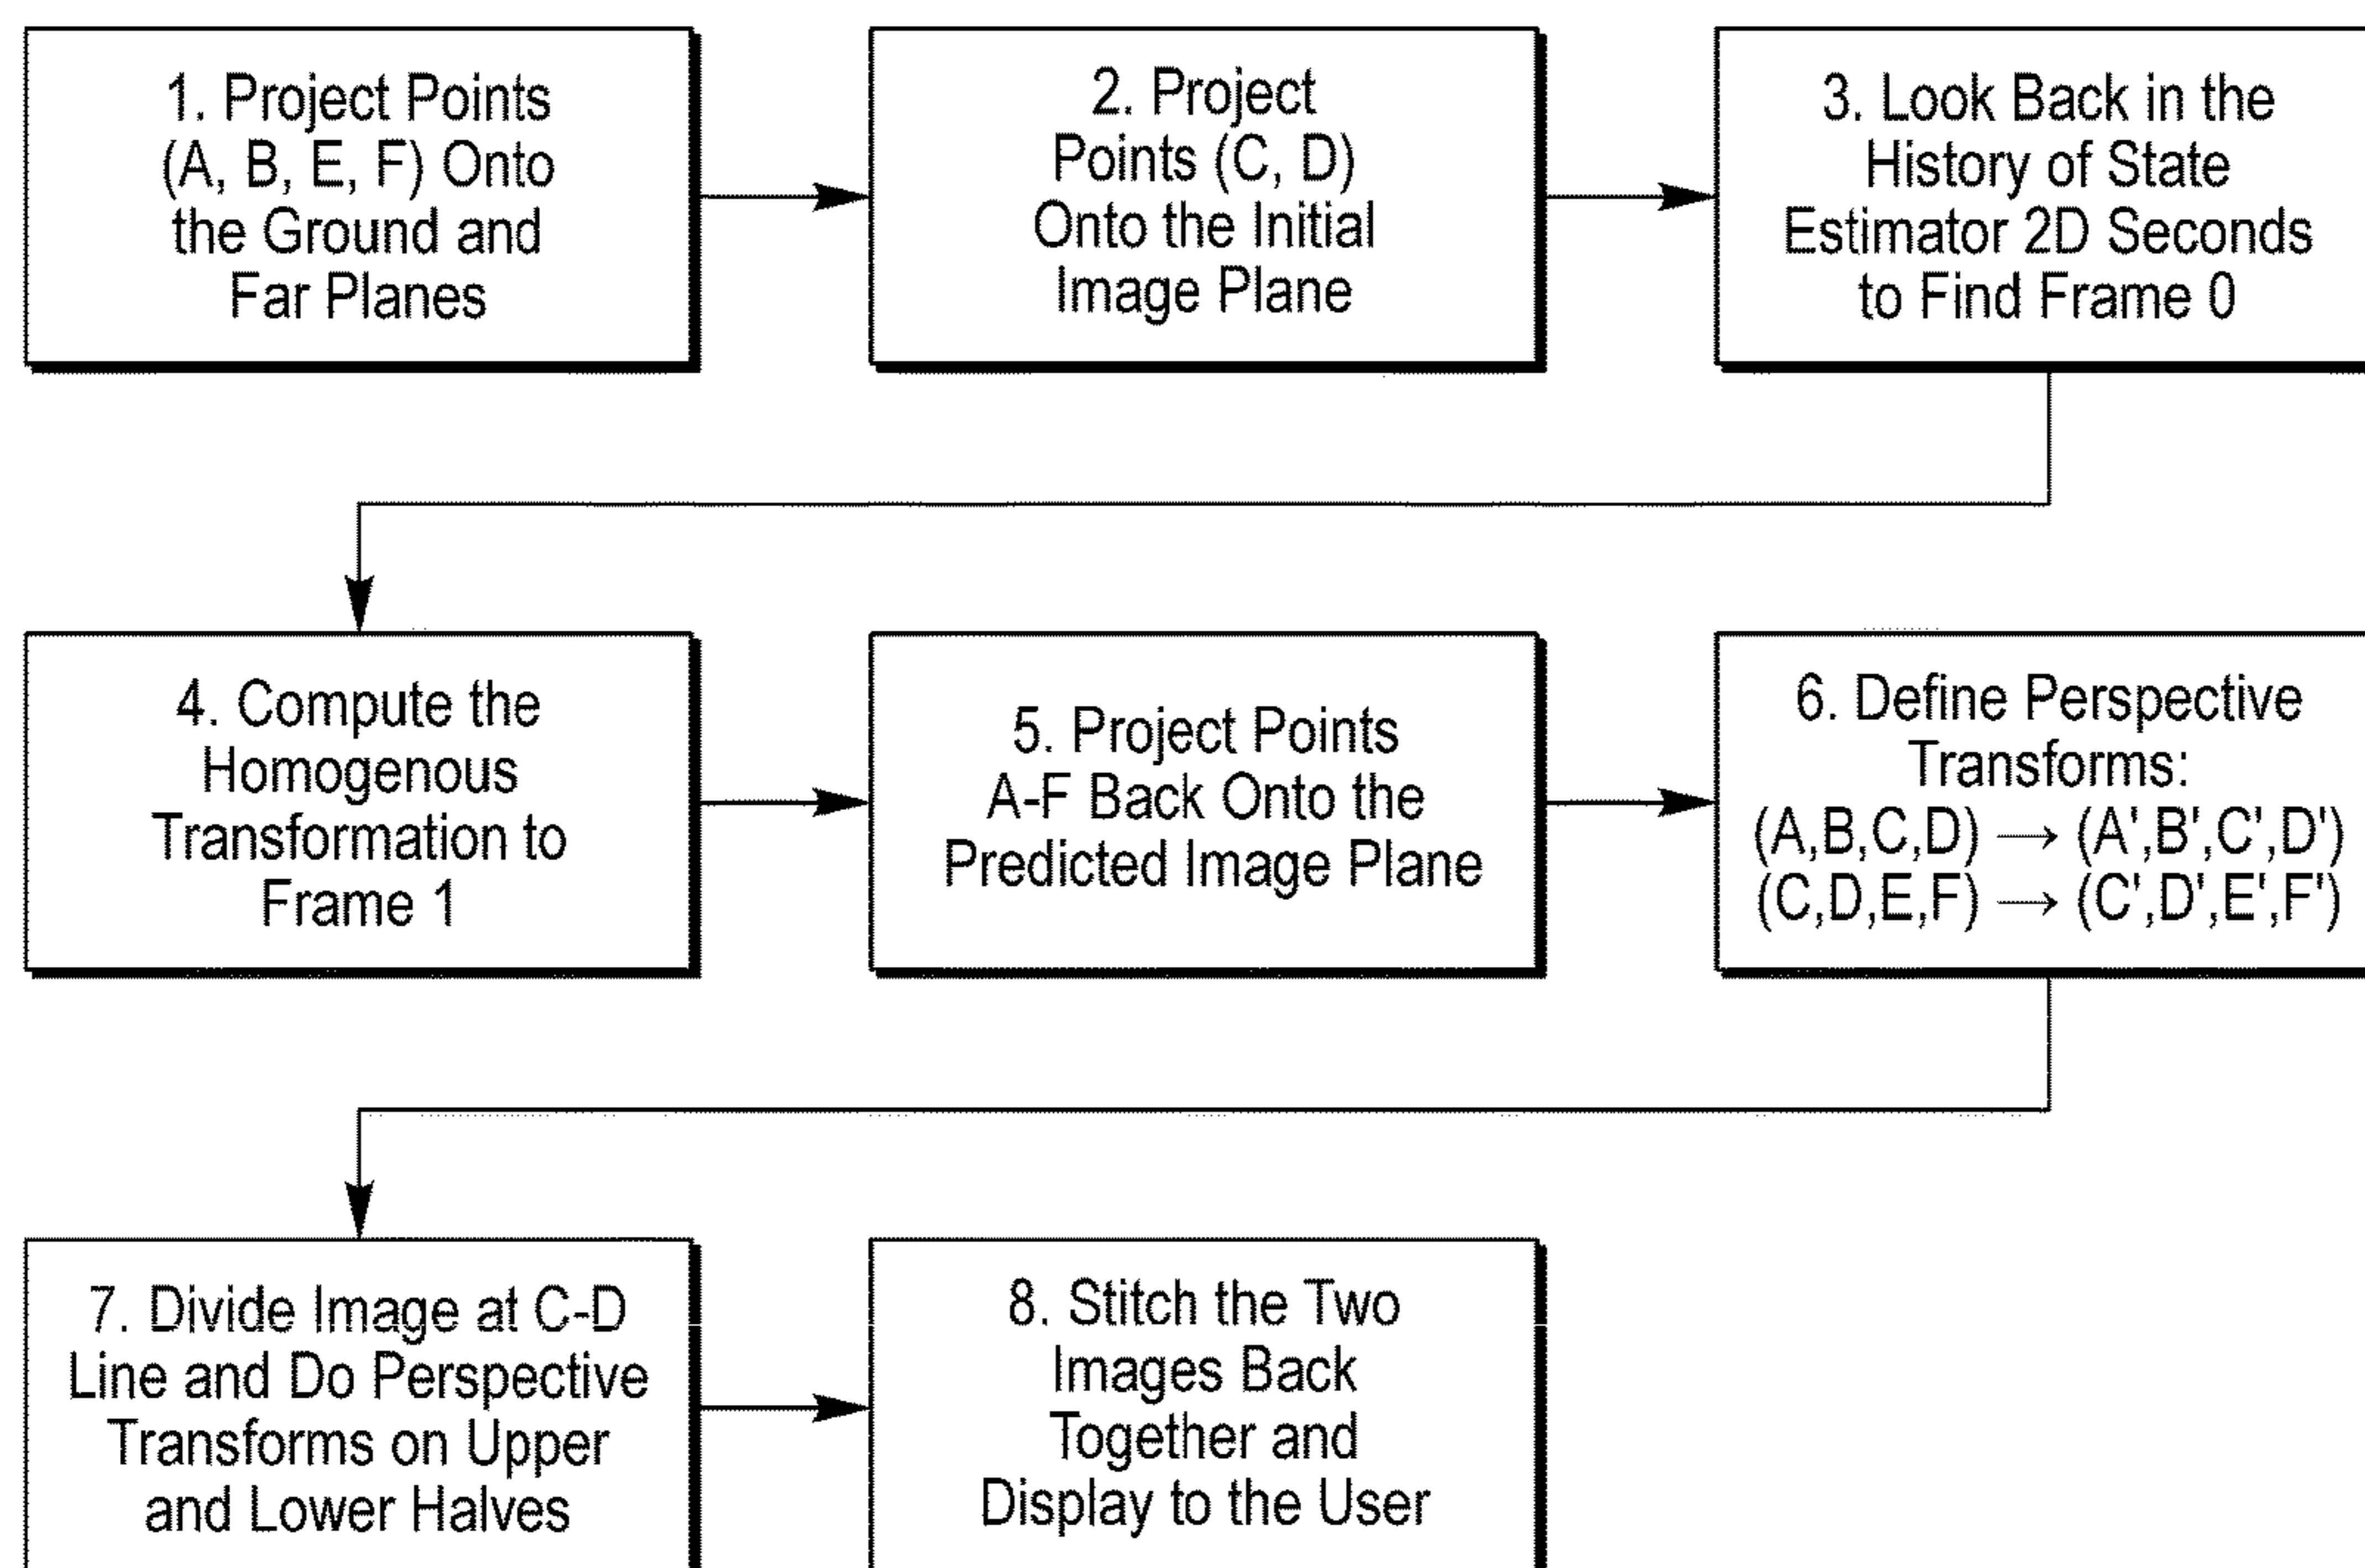 1. Project Points
(A, B, E, F) Onto
the Ground and
Far Planes
2. Project
Points (C, D)
Onto the Initial
Image Plane
3. Look Back in the
History of State
Estimator 2D Seconds
to Find Frame 0
4. Compute the
Homogenous
Transformation to
Frame 1
5. Project Points
A-F Back Onto the
Predicted Image Plane
6. Define Perspective
Transforms:
(A,B,C,D) → (A',B',C',D')
(C,D,E,F) → (C',D',E',F')
7. Divide Image at C-D
Line and Do Perspective
Transforms on Upper
and Lower Halves
8. Stitch the Two
Images Back
Together and
Display to the User